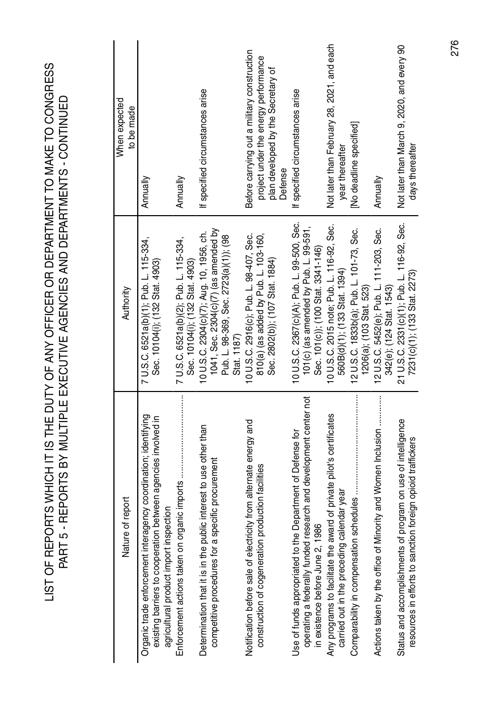 LIST OF REPORTS WHICH IT IS THE DUTY OF ANY OFFICER OR DEPARTMENT TO MAKE TO CONGRESS
PART 5 - REPORTS BY MULTIPLE EXECUTIVE AGENCIES AND DEPARTMENTS - CONTINUED
Nature of report
Authority
When expected
to be made
Organic trade enforcement interagency coordination; identifying
existing barriers to cooperation between agencies involved in
agricultural product import inspection
7 U.S.C. 6521a(b)(1); Pub. L. 115-334,
Sec. 10104(i); (132 Stat. 4903)
Annually
Enforcement actions taken on organic imports
7 U.S.C. 6521a(b)(2); Pub. L. 115-334,
Sec. 10104(i); (132 Stat. 4903)
Annually
Determination that it is in the public interest to use other than
competitive procedures for a specific procurement
10 U.S.C. 2304(c)(7); Aug. 10, 1956, ch.
1041, Sec. 2304(c)(7) (as amended by
Pub. L. 98-369, Sec. 2723(a)(1)); (98
Stat. 1187)
If specified circumstances arise
Notification before sale of electricity from alternate energy and
construction of cogeneration production facilities
10 U.S.C. 2916(c); Pub. L. 98-407, Sec.
810(a) (as added by Pub. L. 103-160,
Sec. 2802(b)); (107 Stat. 1884)
Before carrying out a military construction
project under the energy performance
plan developed by the Secretary of
Defense
Use of funds appropriated to the Department of Defense for
operating a federally funded research and development center not
in existence before June 2, 1986
10 U.S.C. 2367(c)(A); Pub. L. 99-500, Sec.
101(c) (as amended by Pub. L. 99-591,
Sec. 101(c)); (100 Stat. 3341-146)
If specified circumstances arise
Any programs to facilitate the award of private pilot's certificates
carried out in the preceding calendar year
10 U.S.C. 2015 note; Pub. L. 116-92, Sec.
560B(d)(1); (133 Stat. 1394)
Not later than February 28, 2021, and each
year thereafter
Comparability in compensation schedules
12 U.S.C. 1833b(a); Pub. L. 101-73, Sec.
1206(a); (103 Stat. 523)
[No deadline specified]
Actions taken by the office of Minority and Women Inclusion
12 U.S.C. 5452(e); Pub. L. 111-203, Sec.
342(e); (124 Stat. 1543)
Annually
Status and accomplishments of program on use of intelligence
resources in efforts to sanction foreign opioid traffickers
21 U.S.C. 2331(c)(1); Pub. L. 116-92, Sec.
7231(c)(1); (133 Stat. 2273)
Not later than March 9, 2020, and every 90
days thereafter
276